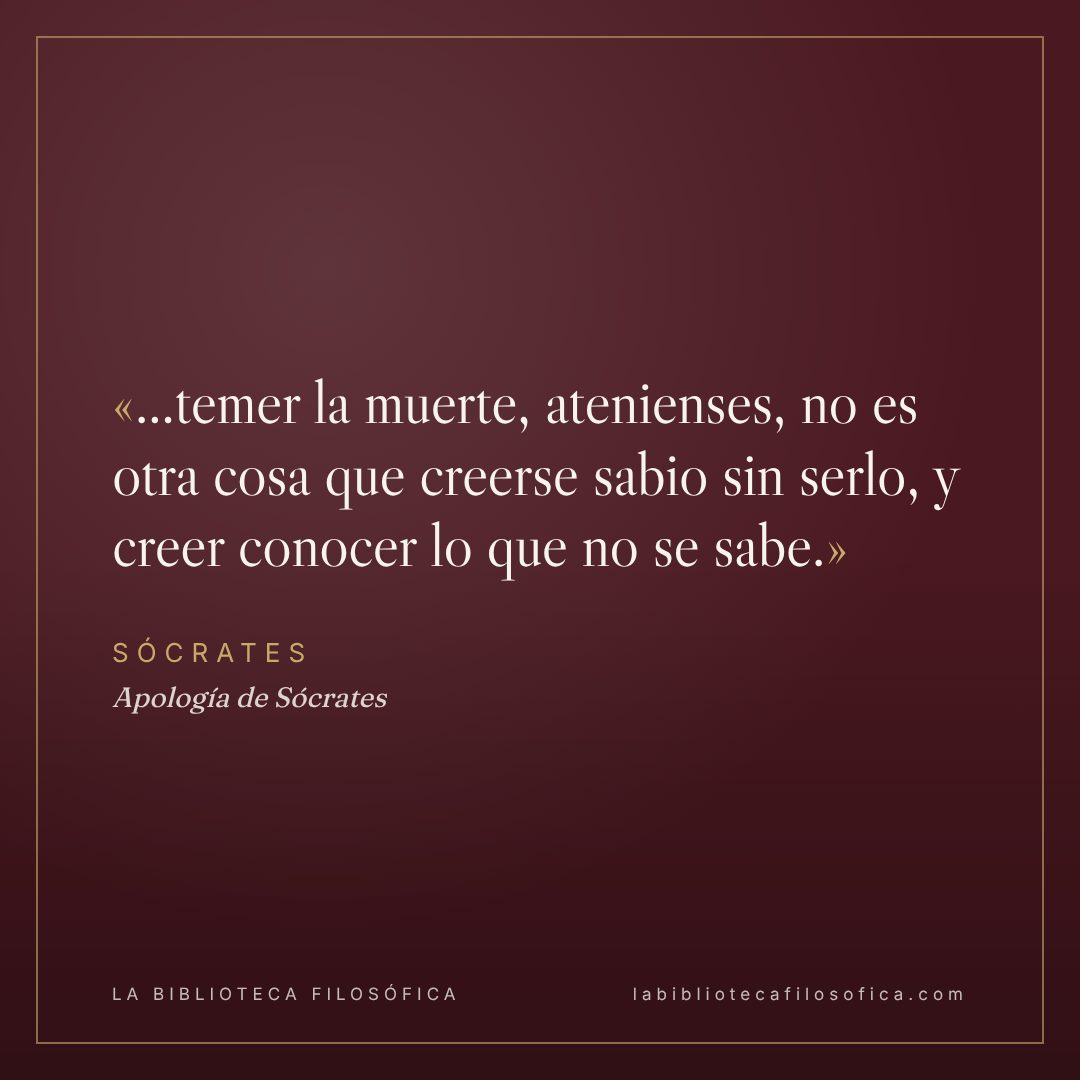 «...temer la muerte, atenienses, no es
otra cosa que creerse sabio sin serlo, y
creer conocer lo que no se sabe.»
SÓCRATES
Apología de Sócrates
LA BIBLIOTECA FILOSÓFICA
labibliotecafilosofica.com